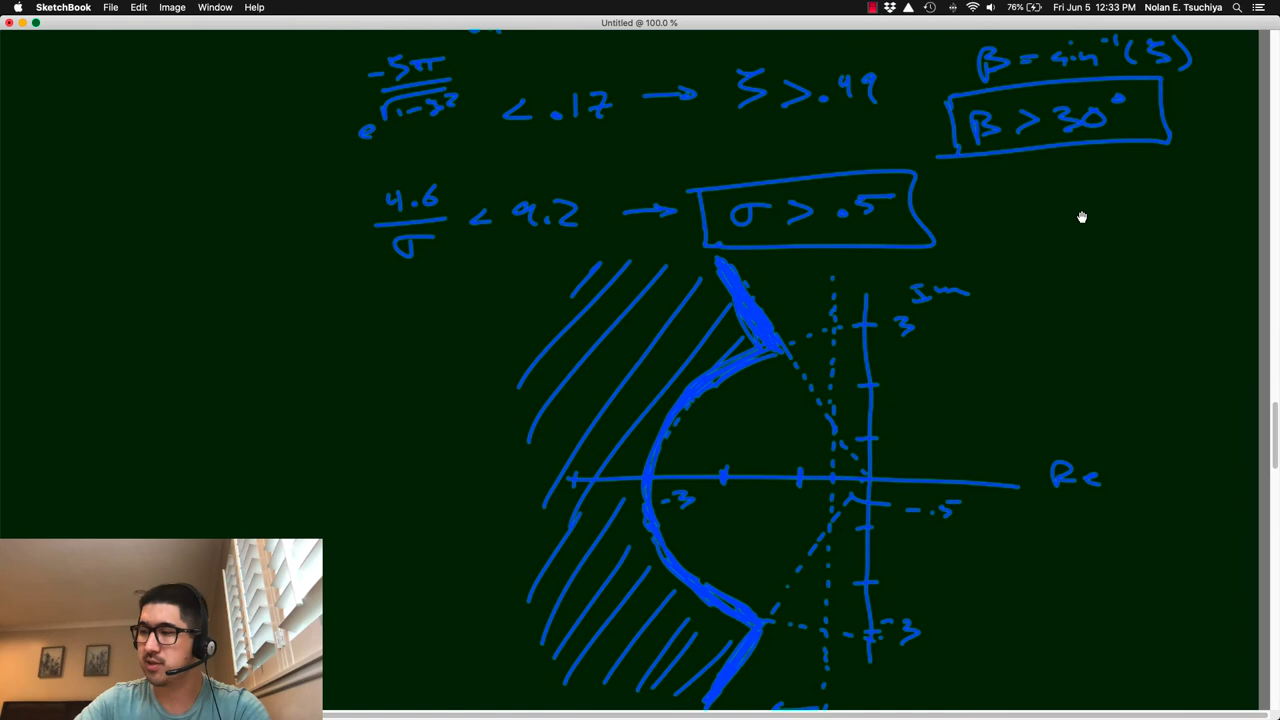 SketchBook File Edit Image Window Help 76% Fri Jun 5 12:33 PM Nolan E. Tsuchiya
Untitled @ 100.0 %
β = sin⁻¹(ζ)
e^(-ζπ/√(1-ζ²)) < .17 → ζ > .49
β > 30°
4.6/σ < 9.2 → σ > .5
Im
3
-3
Re
-.5
-3